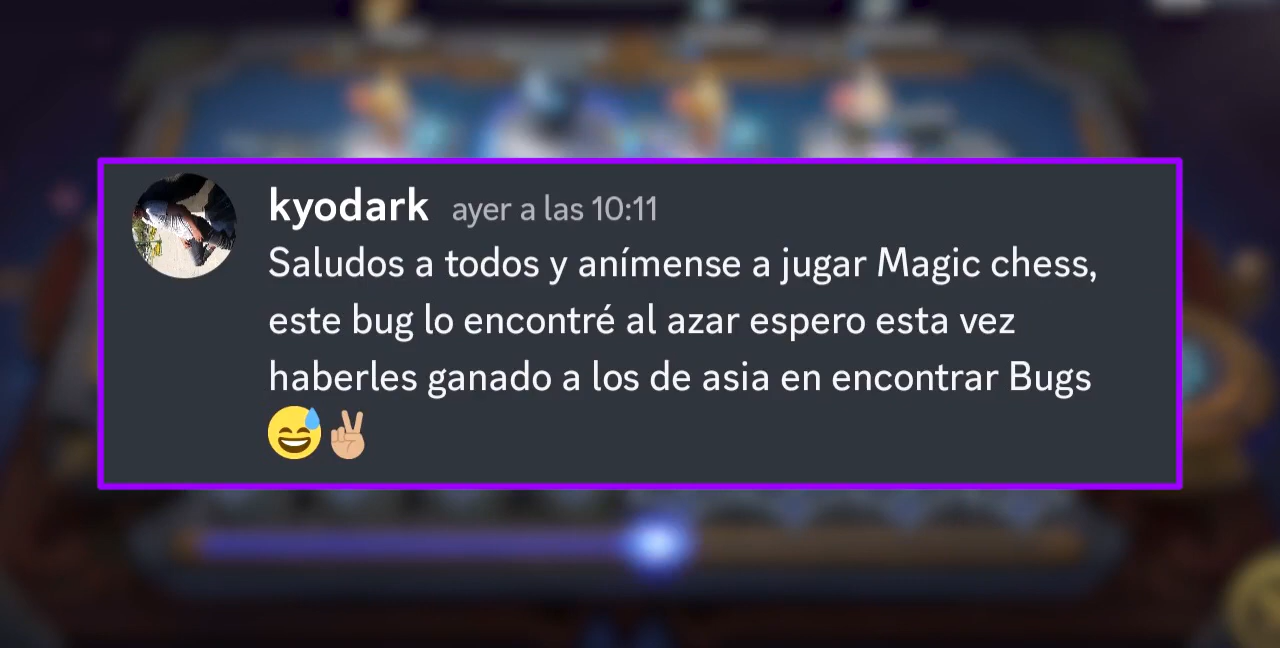 kyodark ayer a las 10:11
Saludos a todos y anímense a jugar Magic chess,
este bug lo encontré al azar espero esta vez
haberles ganado a los de asia en encontrar Bugs
😅✌🏼